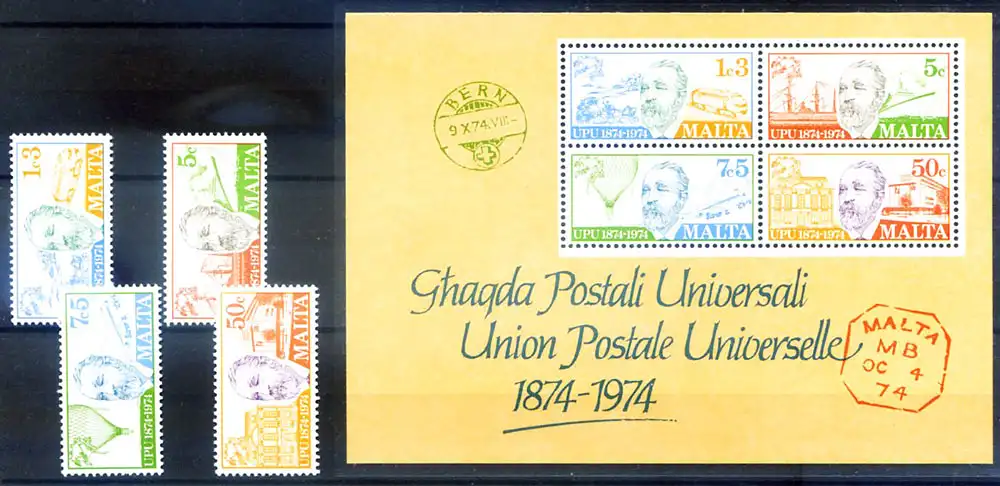 1c3
MALTA
UPU 1874-1974
5c
MALTA
UPU 1874-1974
7c5
MALTA
UPU 1874-1974
50c
MALTA
UPU 1874-1974
BERN
9 X 74.VIII-
1c3
UPU 1874-1974 MALTA
5c
UPU 1874-1974 MALTA
7c5
UPU 1874-1974 MALTA
50c
UPU 1874-1974 MALTA
Għaqda Postali Universali
Union Postale Universelle
1874-1974
MALTA
MB
OC 4
74